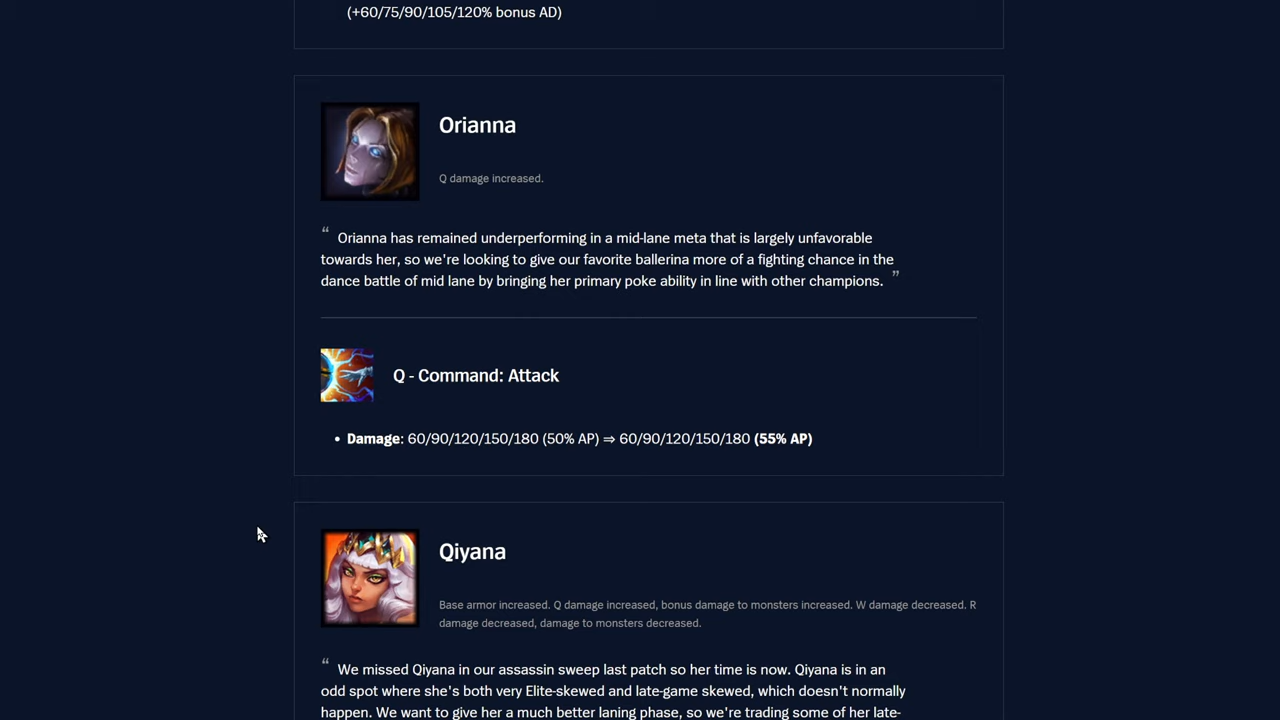 (+60/75/90/105/120% bonus AD)
Orianna
Q damage increased.
“ Orianna has remained underperforming in a mid-lane meta that is largely unfavorable
towards her, so we're looking to give our favorite ballerina more of a fighting chance in the
dance battle of mid lane by bringing her primary poke ability in line with other champions. ”
Q - Command: Attack
• Damage: 60/90/120/150/180 (50% AP) ⇒ 60/90/120/150/180 (55% AP)
Qiyana
Base armor increased. Q damage increased, bonus damage to monsters increased. W damage decreased. R
damage decreased, damage to monsters decreased.
“ We missed Qiyana in our assassin sweep last patch so her time is now. Qiyana is in an
odd spot where she's both very Elite-skewed and late-game skewed, which doesn't normally
happen. We want to give her a much better laning phase, so we're trading some of her late-